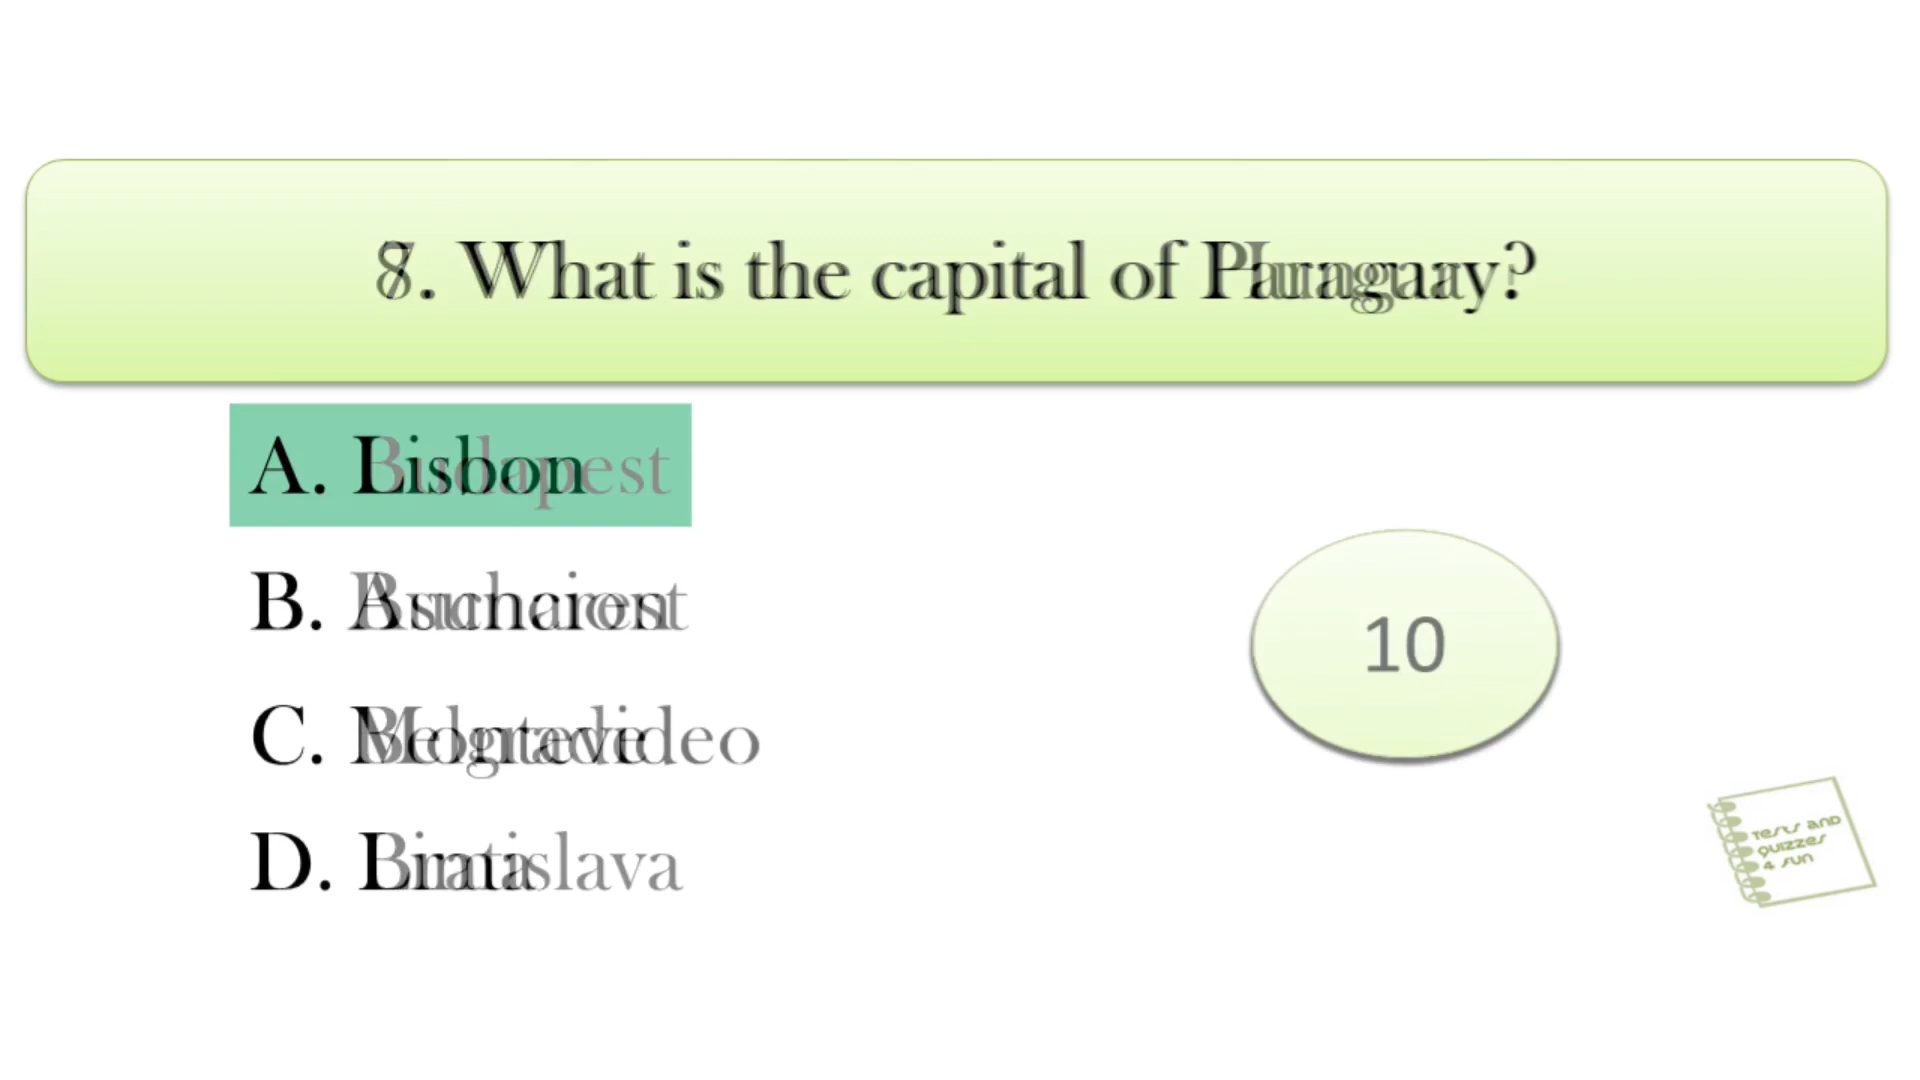 7. What is the capital of Hungary?
8. What is the capital of Paraguay?
A. Budapest
A. Lisbon
B. Bucharest
B. Asuncion
C. Belgrade
C. Montevideo
D. Bratislava
D. Lima
10
Tests and
Quizzes
4 Fun